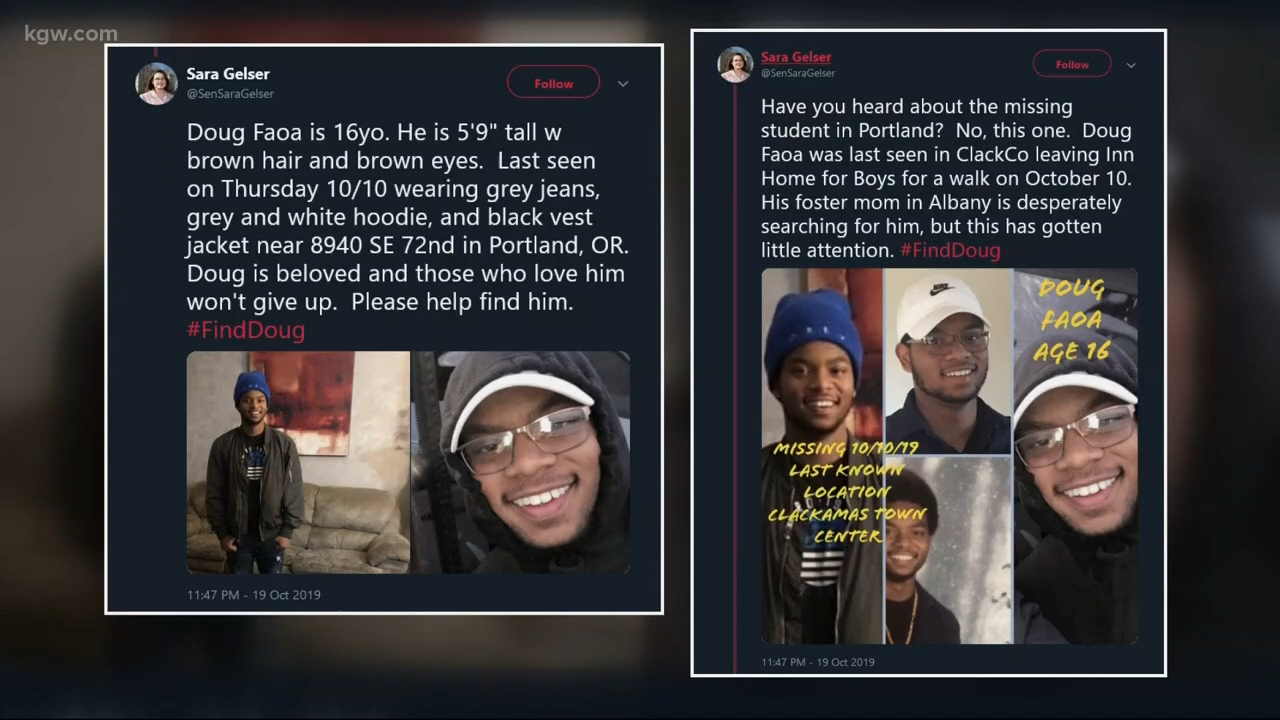 kgw.com
Sara Gelser
@SenSaraGelser
Follow
Doug Faoa is 16yo. He is 5'9" tall w
brown hair and brown eyes. Last seen
on Thursday 10/10 wearing grey jeans,
grey and white hoodie, and black vest
jacket near 8940 SE 72nd in Portland, OR.
Doug is beloved and those who love him
won't give up. Please help find him.
#FindDoug
11:47 PM - 19 Oct 2019
Sara Gelser
@SenSaraGelser
Follow
Have you heard about the missing
student in Portland? No, this one. Doug
Faoa was last seen in ClackCo leaving Inn
Home for Boys for a walk on October 10.
His foster mom in Albany is desperately
searching for him, but this has gotten
little attention. #FindDoug
DOUG
FAOA
AGE 16
MISSING 10/10/19
LAST KNOWN
LOCATION
CLACKAMAS TOWN
CENTER
11:47 PM - 19 Oct 2019